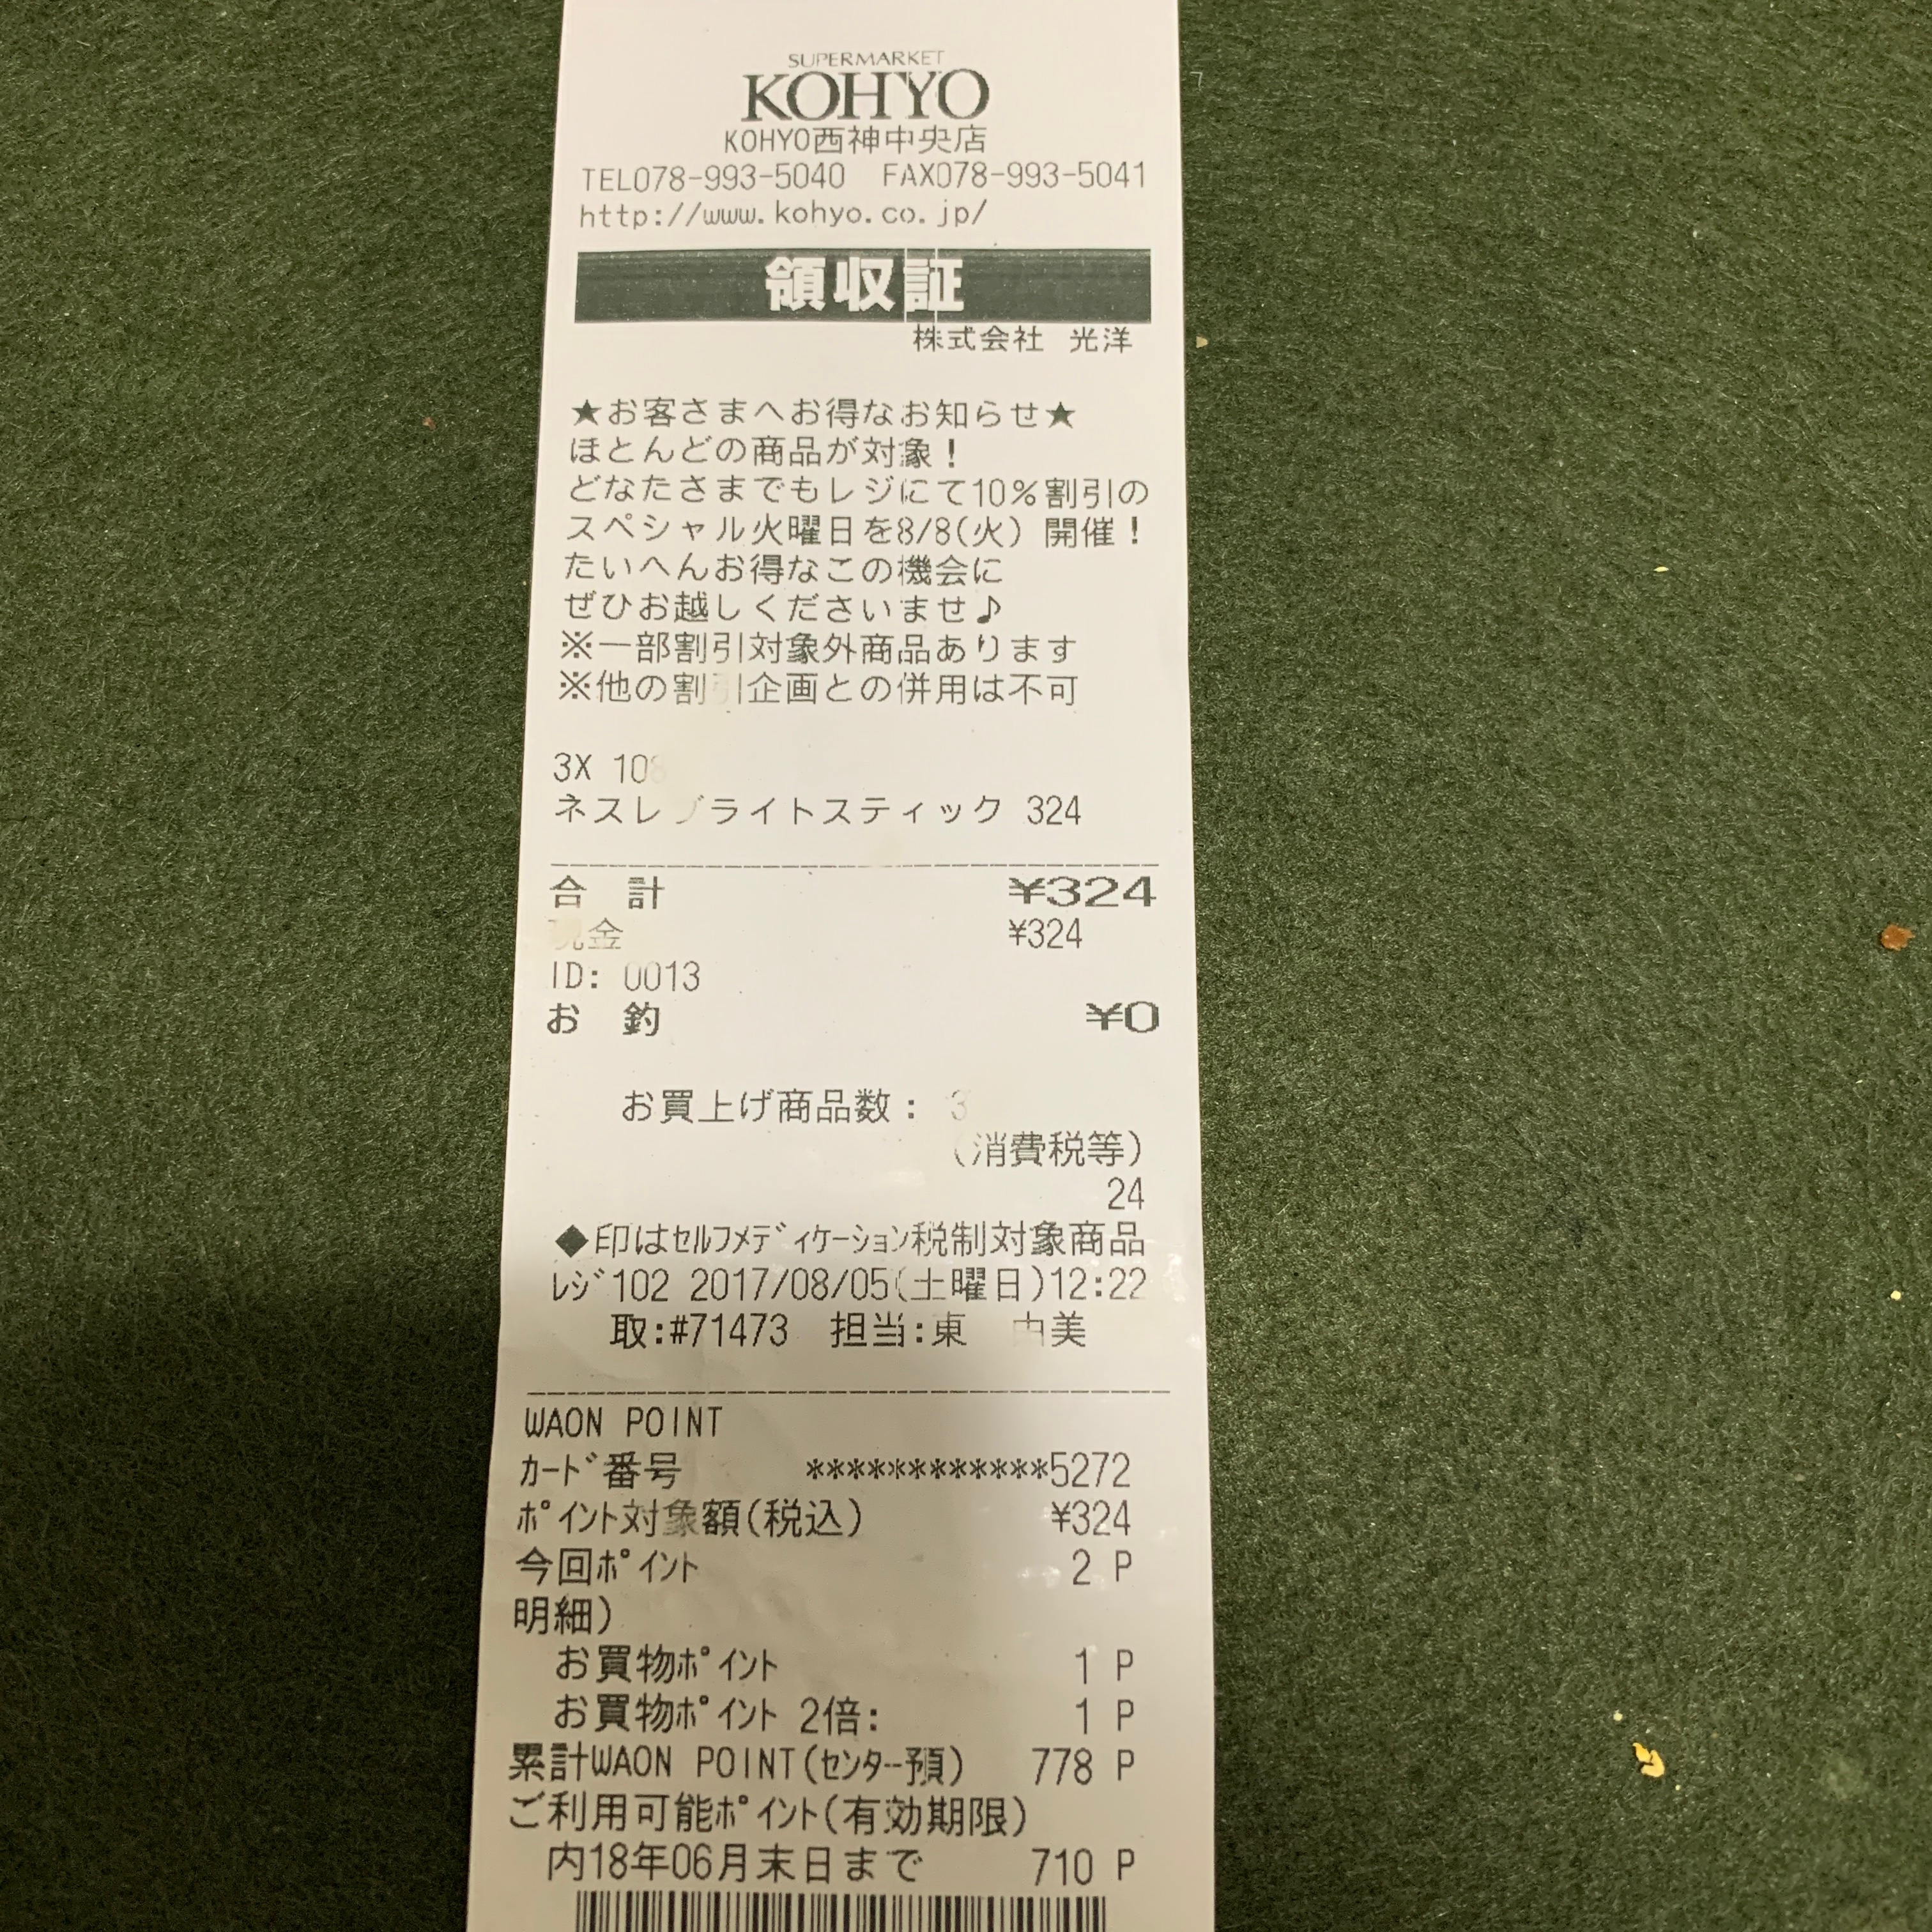 SUPERMARKET
KOHYO
KOHYO西神中央店
TEL078-993-5040 FAX078-993-5041
http://www.kohyo.co.jp/
領収証
株式会社 光洋
★お客さまへお得なお知らせ★
ほとんどの商品が対象！
どなたさまでもレジにて10％割引の
スペシャル火曜日を8/8(火) 開催！
たいへんお得なこの機会に
ぜひお越しくださいませ♪
※一部割引対象外商品あります
※他の割引企画との併用は不可
3X 108
ネスレブライトスティック 324
合 計 ¥324
現金 ¥324
ID: 0013
お 釣 ¥0
お買上げ商品数： 3
(消費税等)
24
◆印はｾﾙﾌﾒﾃﾞｨｹｰｼｮﾝ税制対象商品
ﾚｼﾞ102 2017/08/05(土曜日)12:22
取:#71473 担当:東 由美
WAON POINT
ｶｰﾄﾞ番号 ************5272
ﾎﾟｲﾝﾄ対象額(税込) ¥324
今回ﾎﾟｲﾝﾄ 2 P
明細)
お買物ﾎﾟｲﾝﾄ 1 P
お買物ﾎﾟｲﾝﾄ 2倍: 1 P
累計WAON POINT(ｾﾝﾀｰ預) 778 P
ご利用可能ﾎﾟｲﾝﾄ(有効期限)
内18年06月末日まで 710 P